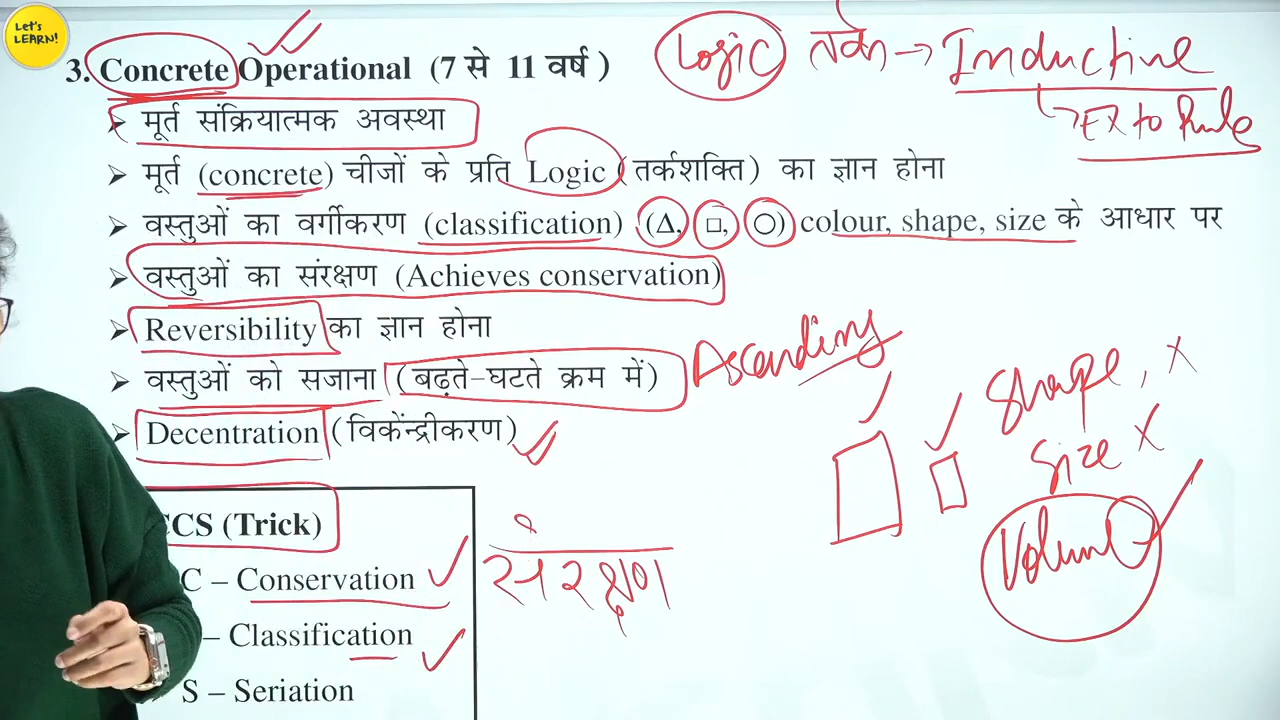 Let's
LEARN!
Logic तर्क → Inductive
↳ EX to Rule
3. Concrete Operational (7 से 11 वर्ष )
➤ मूर्त संक्रियात्मक अवस्था
➤ मूर्त (concrete) चीजों के प्रति Logic (तर्कशक्ति) का ज्ञान होना
➤ वस्तुओं का वर्गीकरण (classification) (Δ, □, ○) colour, shape, size के आधार पर
➤ वस्तुओं का संरक्षण (Achieves conservation)
➤ Reversibility का ज्ञान होना
➤ वस्तुओं को सजाना (बढ़ते-घटते क्रम में) Ascending
➤ Decentration (विकेंद्रीकरण)
Shape, X
Size X
Volume
CCS (Trick)
C – Conservation
– Classification
S – Seriation
संरक्षण